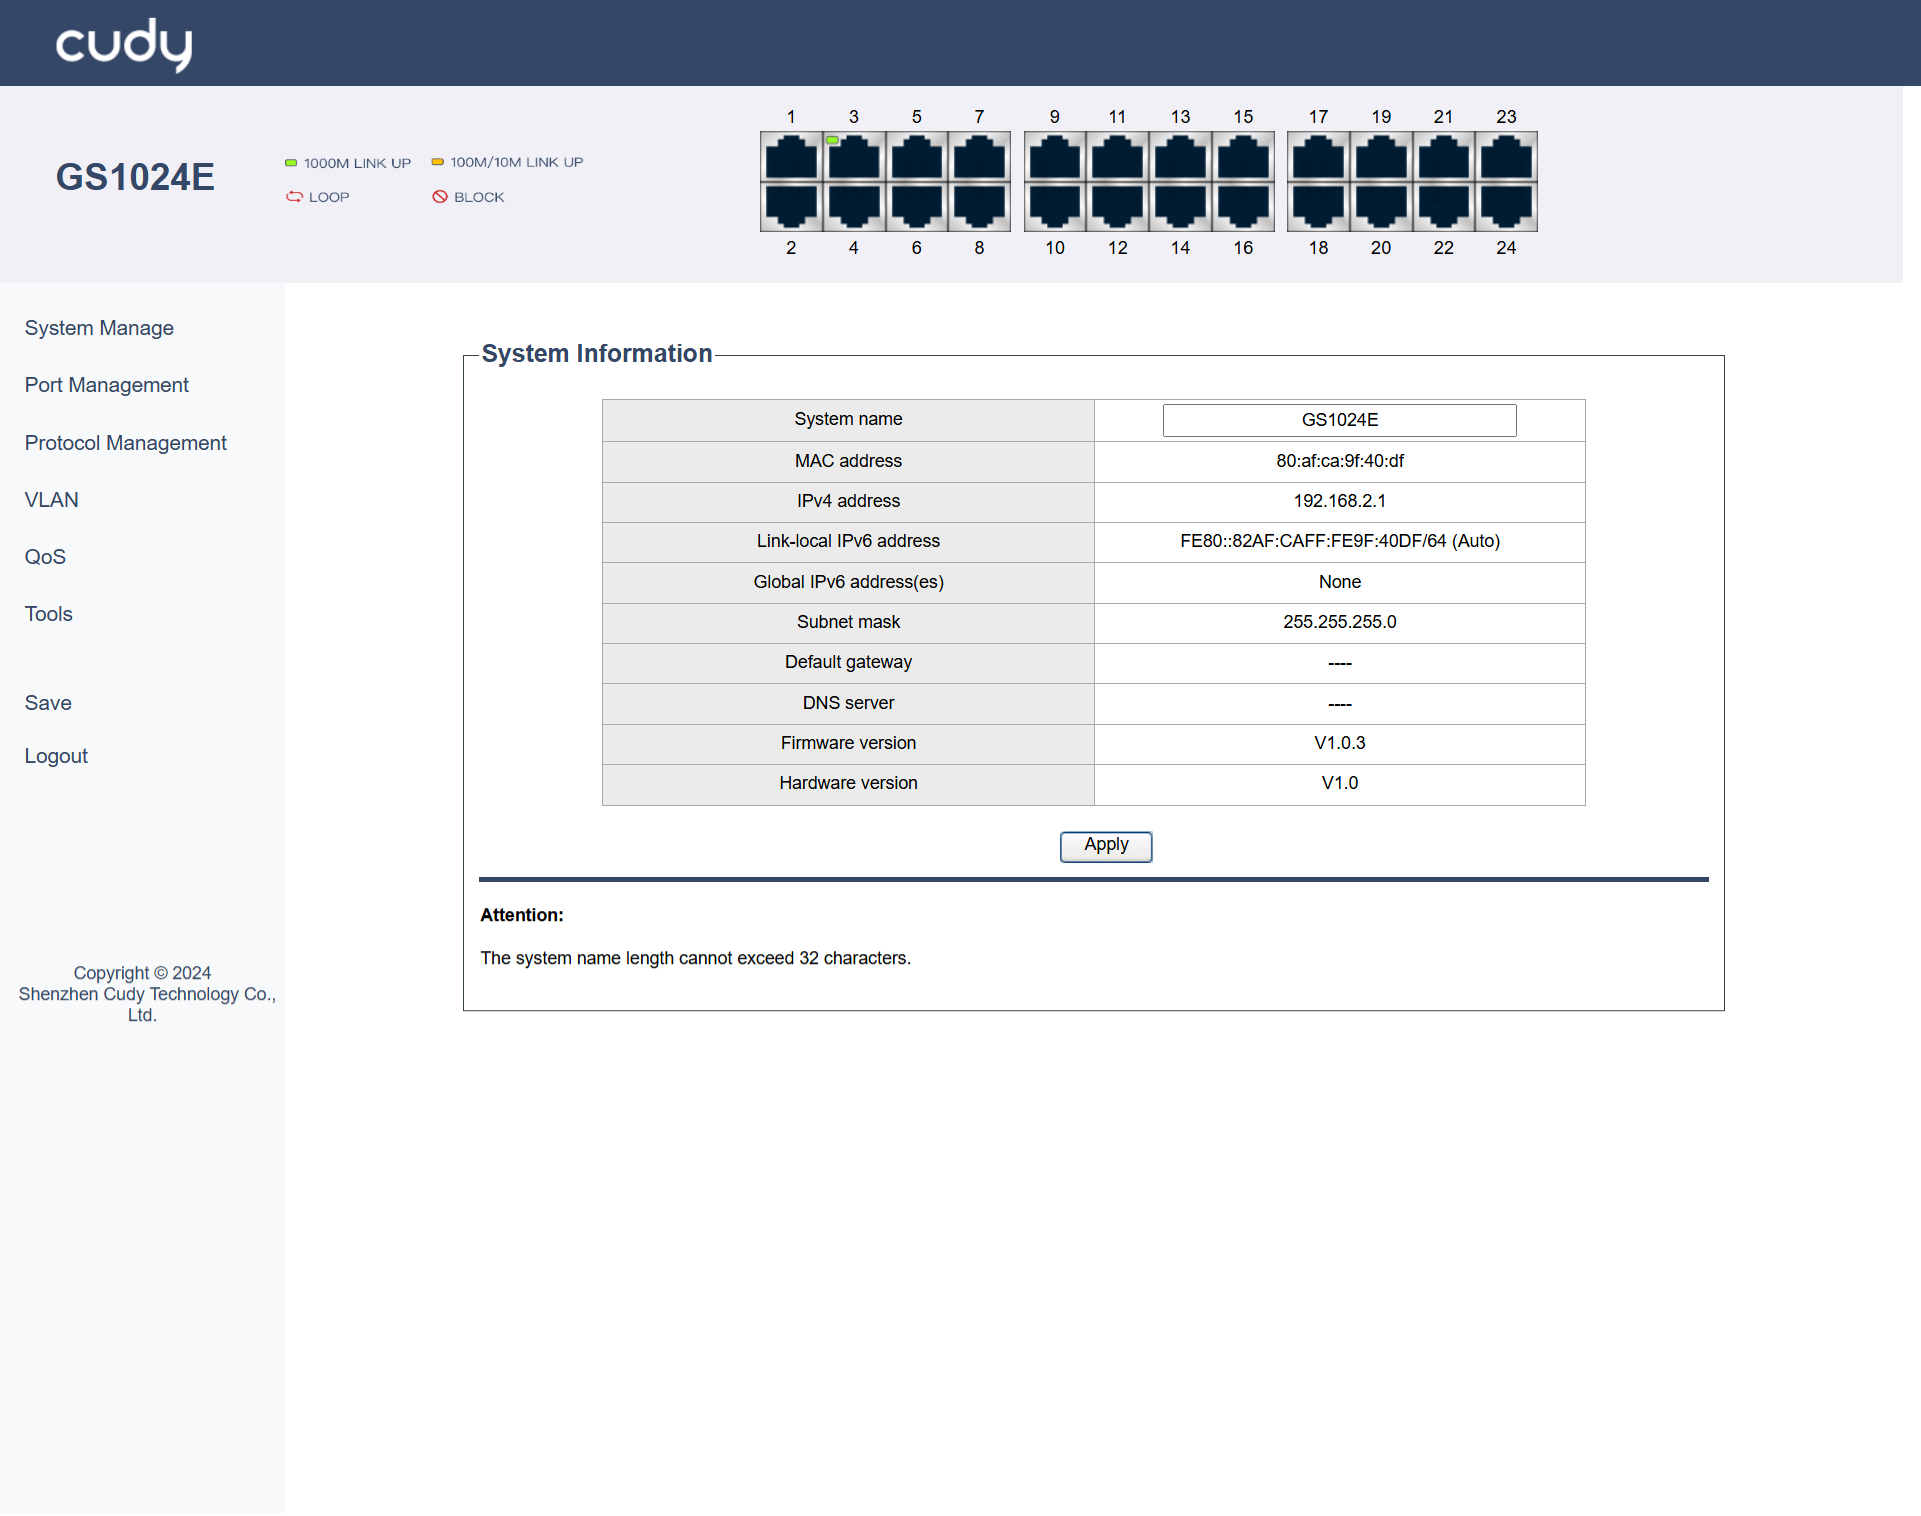 cudy
GS1024E
1000M LINK UP 100M/10M LINK UP
LOOP BLOCK
1 3 5 7 9 11 13 15 17 19 21 23
2 4 6 8 10 12 14 16 18 20 22 24
System Manage
Port Management
Protocol Management
VLAN
QoS
Tools
Save
Logout
Copyright © 2024
Shenzhen Cudy Technology Co.,
Ltd.
System Information
System name GS1024E
MAC address 80:af:ca:9f:40:df
IPv4 address 192.168.2.1
Link-local IPv6 address FE80::82AF:CAFF:FE9F:40DF/64 (Auto)
Global IPv6 address(es) None
Subnet mask 255.255.255.0
Default gateway ----
DNS server ----
Firmware version V1.0.3
Hardware version V1.0
Apply
Attention:
The system name length cannot exceed 32 characters.